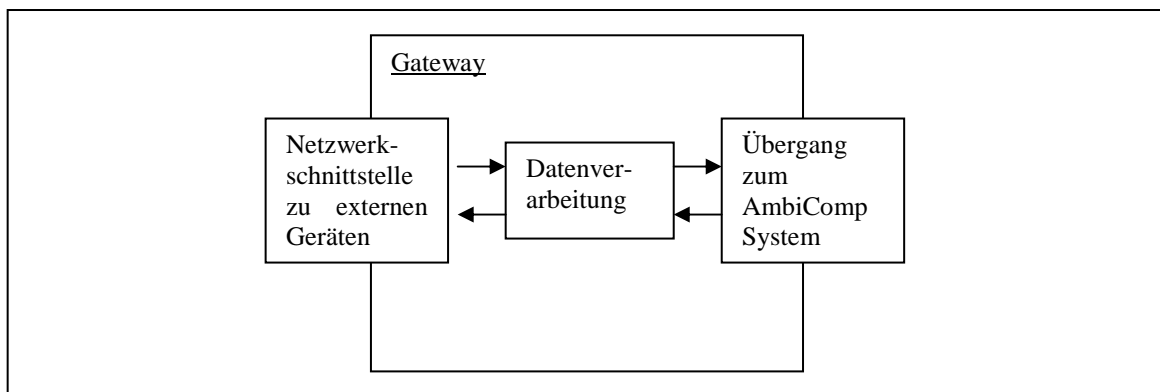 Gateway
Netzwerk-
schnittstelle
zu externen
Geräten
Datenver-
arbeitung
Übergang
zum
AmbiComp
System